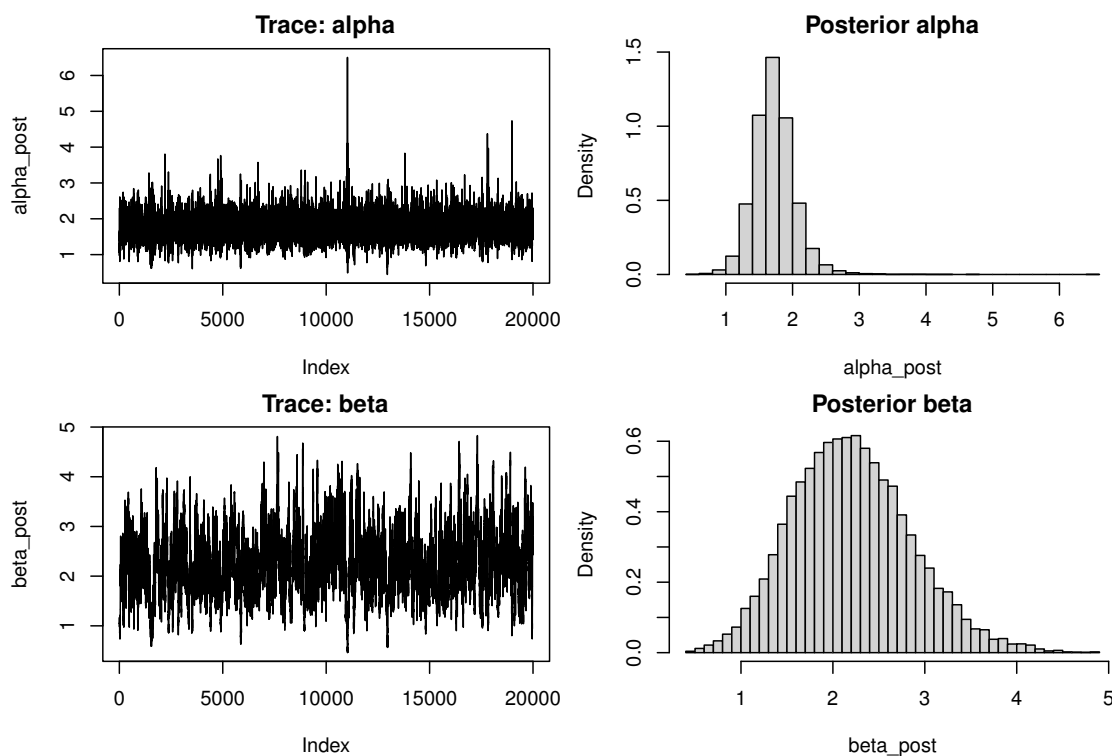 Trace: alpha
alpha_post
6
5
4
3
2
1
0 5000 10000 15000 20000
Index
Posterior alpha
Density
1.5
1.0
0.5
0.0
1 2 3 4 5 6
alpha_post
Trace: beta
beta_post
5
4
3
2
1
0 5000 10000 15000 20000
Index
Posterior beta
Density
0.6
0.4
0.2
0.0
1 2 3 4 5
beta_post